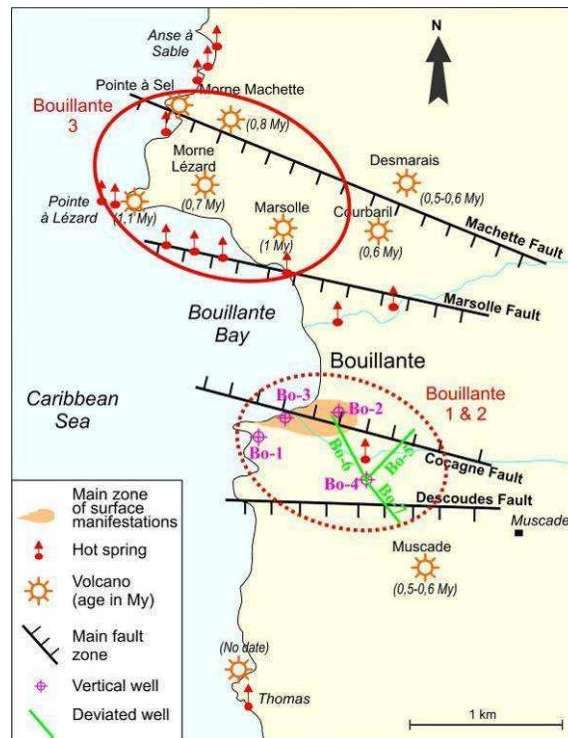 Anse à
Sable
N
Pointe à Sel
Morne Machette
Bouillante
3
(0,8 My)
Morne
Lézard
Desmarais
(0,5-0,6 My)
Pointe
à Lézard
(0,7 My)
(1,1 My)
Marsolle
(1 My)
Courbaril
(0,6 My)
Machette Fault
Marsolle Fault
Bouillante
Bay
Bouillante
Caribbean
Sea
Bo-3
Bo-2
Bouillante
1 & 2
Bo-1
Bo-6
Bo-5
Bo-4
Bo-7
Cocagne Fault
Descoudes Fault
Muscade
Main zone
of surface
manifestations
Hot spring
Volcano
(age in My)
Muscade
(0,5-0,6 My)
Main fault
zone
(No date)
Vertical well
Thomas
Deviated well
1 km